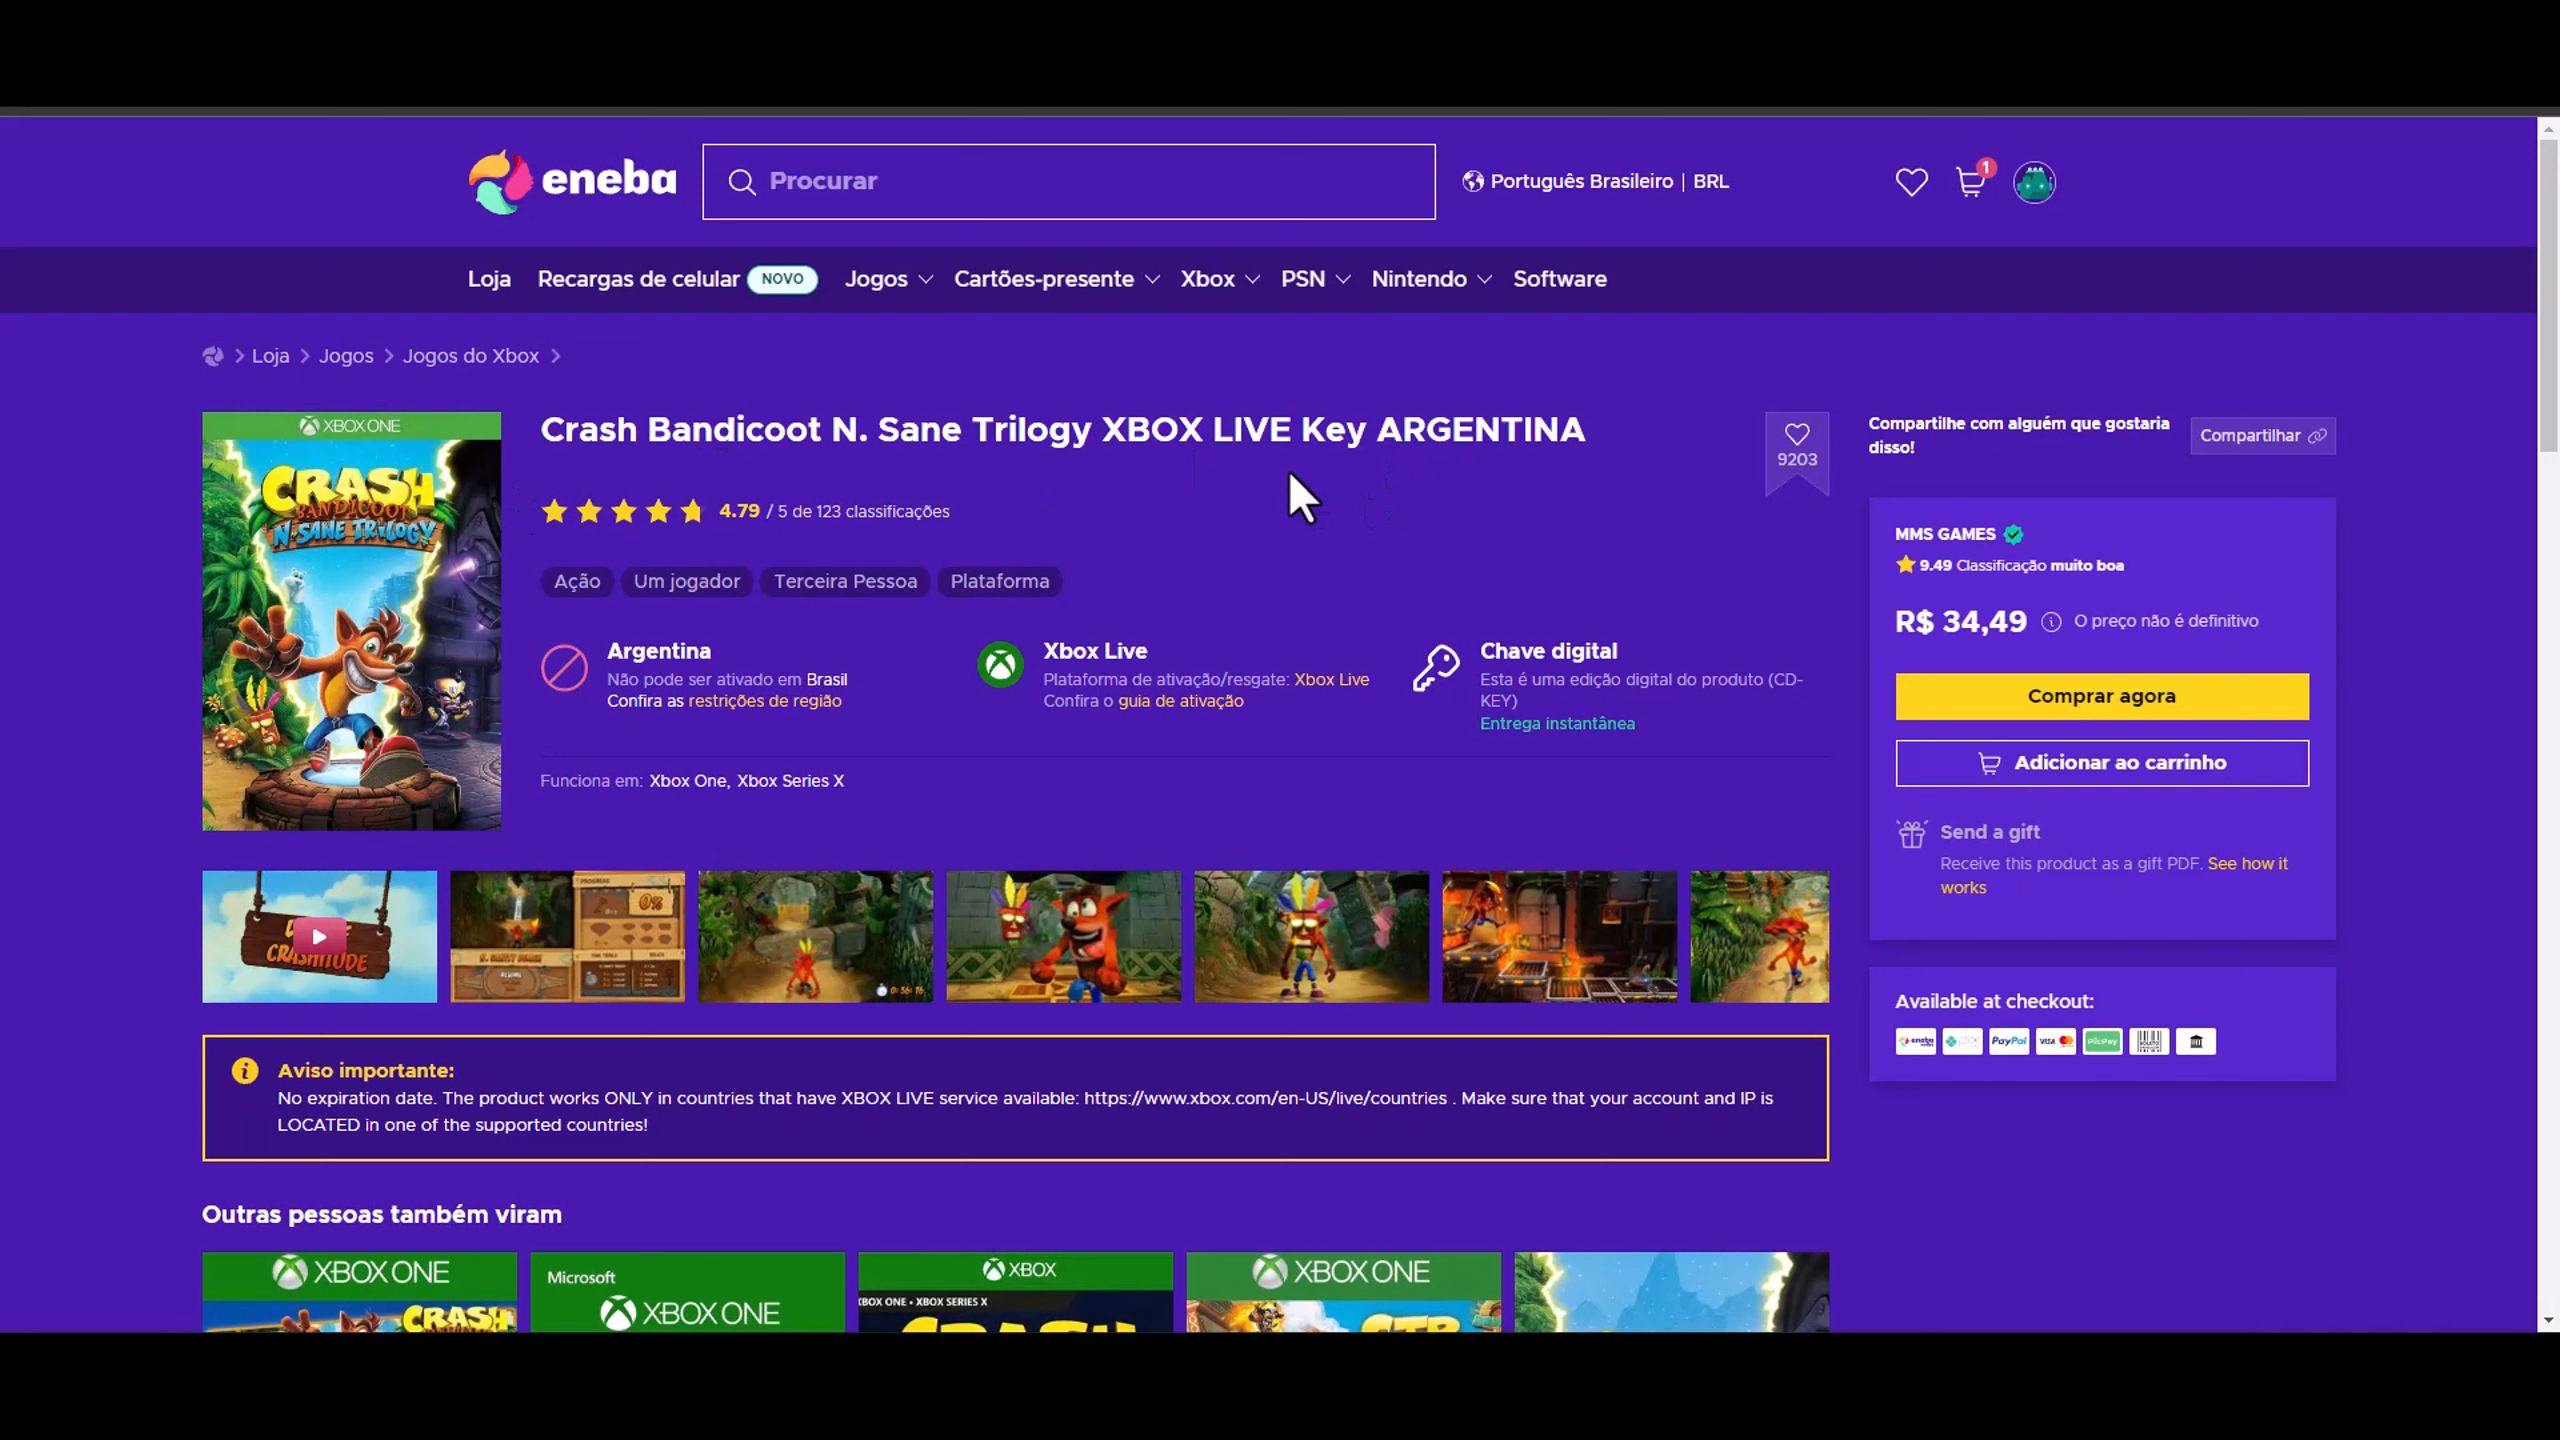 eneba
Procurar
Português Brasileiro | BRL
1
Loja Recargas de celular NOVO Jogos Cartões-presente Xbox PSN Nintendo Software
Loja Jogos Jogos do Xbox
XBOX ONE
CRASH
BANDICOOT
N. SANE TRILOGY
Crash Bandicoot N. Sane Trilogy XBOX LIVE Key ARGENTINA
9203
4.79 / 5 de 123 classificações
Ação Um jogador Terceira Pessoa Plataforma
Argentina
Não pode ser ativado em Brasil
Confira as restrições de região
Xbox Live
Plataforma de ativação/resgate: Xbox Live
Confira o guia de ativação
Chave digital
Esta é uma edição digital do produto (CD-
KEY)
Entrega instantânea
Funciona em: Xbox One, Xbox Series X
Compartilhe com alguém que gostaria
disso!
Compartilhar
MMS GAMES
9.49 Classificação muito boa
R$ 34,49 O preço não é definitivo
Comprar agora
Adicionar ao carrinho
Send a gift
Receive this product as a gift PDF. See how it
works
Available at checkout:
PayPal VISA PicPay
CRASHITUDE
0%
Aviso importante:
No expiration date. The product works ONLY in countries that have XBOX LIVE service available: https://www.xbox.com/en-US/live/countries . Make sure that your account and IP is
LOCATED in one of the supported countries!
Outras pessoas também viram
XBOX ONE
CRASH
Microsoft
XBOX ONE
XBOX
XBOX ONE • XBOX SERIES X
CRASH
XBOX ONE
CTR